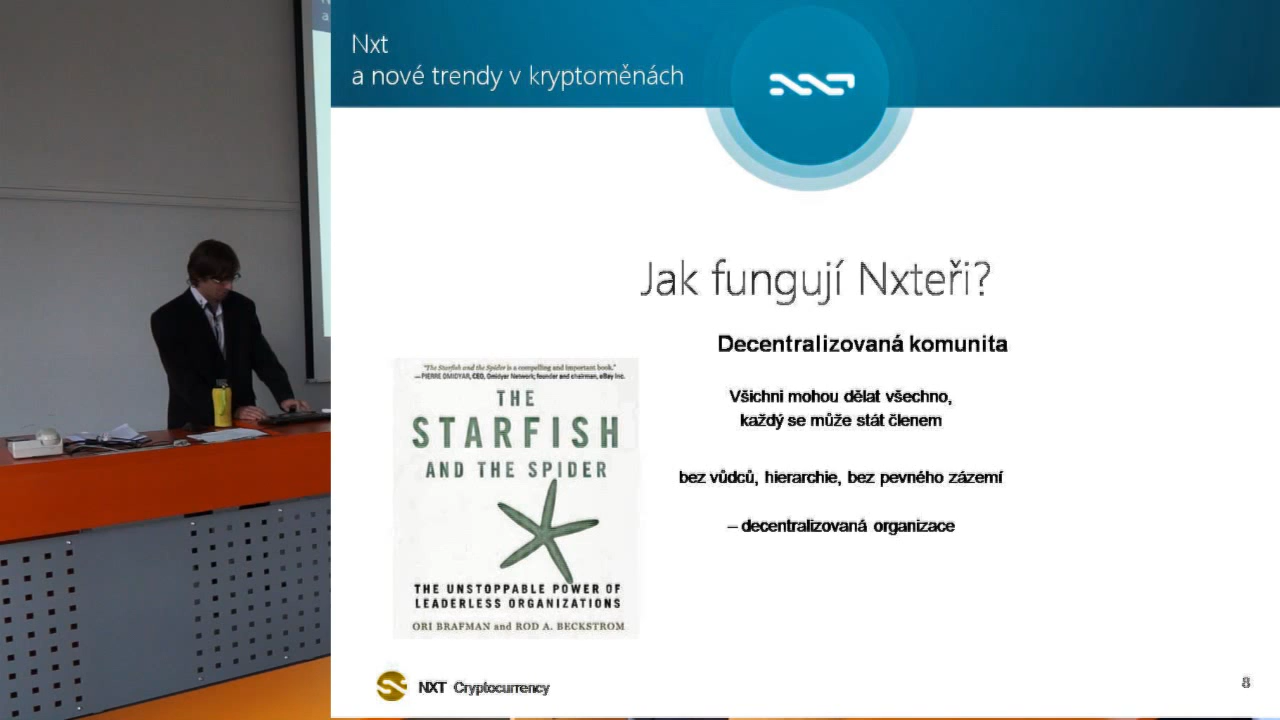 Nxt
a nové trendy v kryptoměnách
Jak fungují Nxteři?
Decentralizovaná komunita
Všichni mohou dělat všechno,
každý se může stát členem
bez vůdců, hierarchie, bez pevného zázemí
– decentralizovaná organizace
"The Starfish and the Spider is a compelling and important book."
—PIERRE OMIDYAR, CEO, Omidyar Network; founder and chairman, eBay Inc.
THE
STARFISH
AND THE SPIDER
THE UNSTOPPABLE POWER OF
LEADERLESS ORGANIZATIONS
ORI BRAFMAN and ROD A. BECKSTROM
NXT Cryptocurrency
8